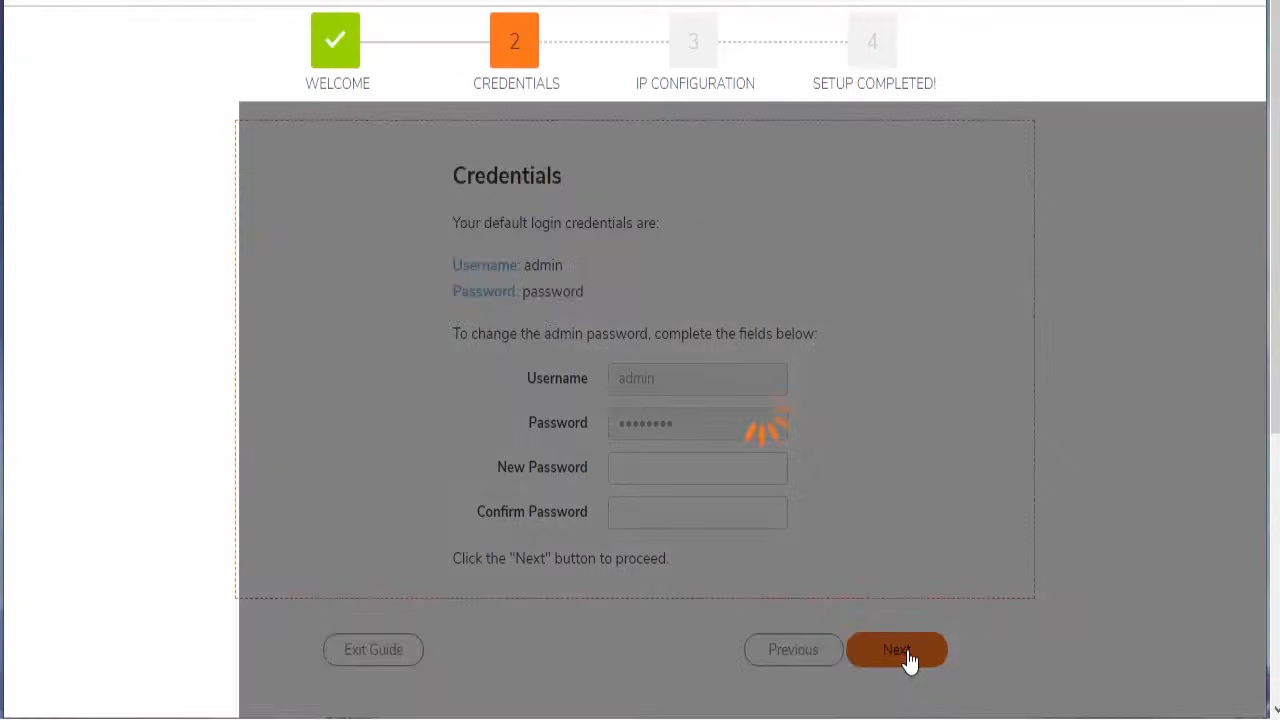 2 3 4
WELCOME CREDENTIALS IP CONFIGURATION SETUP COMPLETED!
Credentials
Your default login credentials are:
Username: admin
Password: password
To change the admin password, complete the fields below:
Username admin
Password ••••••••
New Password
Confirm Password
Click the "Next" button to proceed.
Exit Guide Previous Next